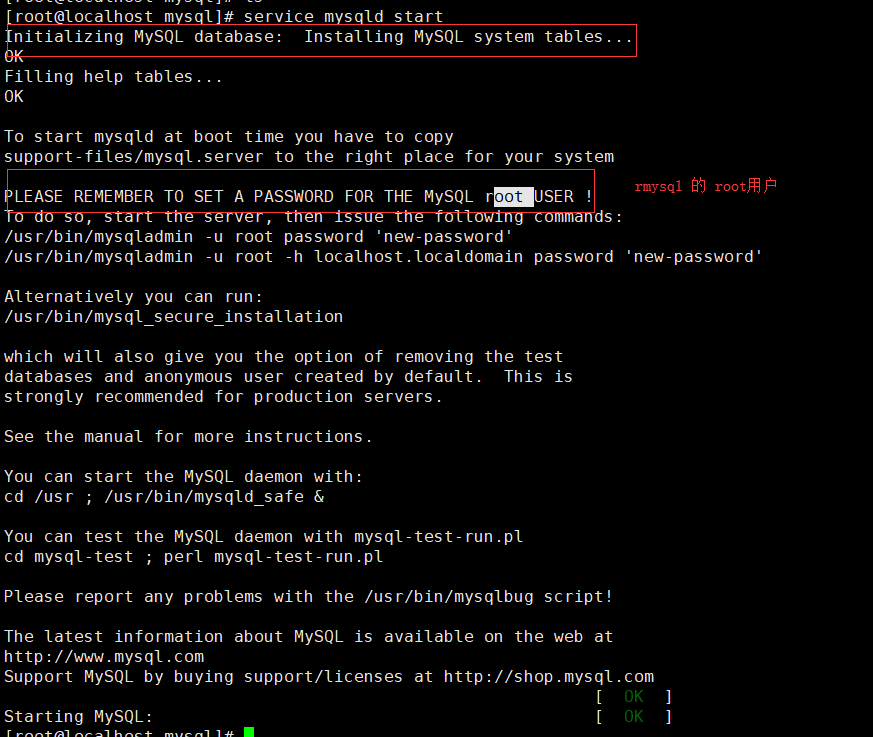 [root@localhost mysql]# ls
[root@localhost mysql]# service mysqld start
Initializing MySQL database:  Installing MySQL system tables...
OK
Filling help tables...
OK
To start mysqld at boot time you have to copy
support-files/mysql.server to the right place for your system
PLEASE REMEMBER TO SET A PASSWORD FOR THE MySQL root USER !
rmysql 的 root用户
To do so, start the server, then issue the following commands:
/usr/bin/mysqladmin -u root password 'new-password'
/usr/bin/mysqladmin -u root -h localhost.localdomain password 'new-password'
Alternatively you can run:
/usr/bin/mysql_secure_installation
which will also give you the option of removing the test
databases and anonymous user created by default.  This is
strongly recommended for production servers.
See the manual for more instructions.
You can start the MySQL daemon with:
cd /usr ; /usr/bin/mysqld_safe &
You can test the MySQL daemon with mysql-test-run.pl
cd mysql-test ; perl mysql-test-run.pl
Please report any problems with the /usr/bin/mysqlbug script!
The latest information about MySQL is available on the web at
http://www.mysql.com
Support MySQL by buying support/licenses at http://shop.mysql.com
[  OK  ]
Starting MySQL:                                            [  OK  ]
[root@localhost mysql]#